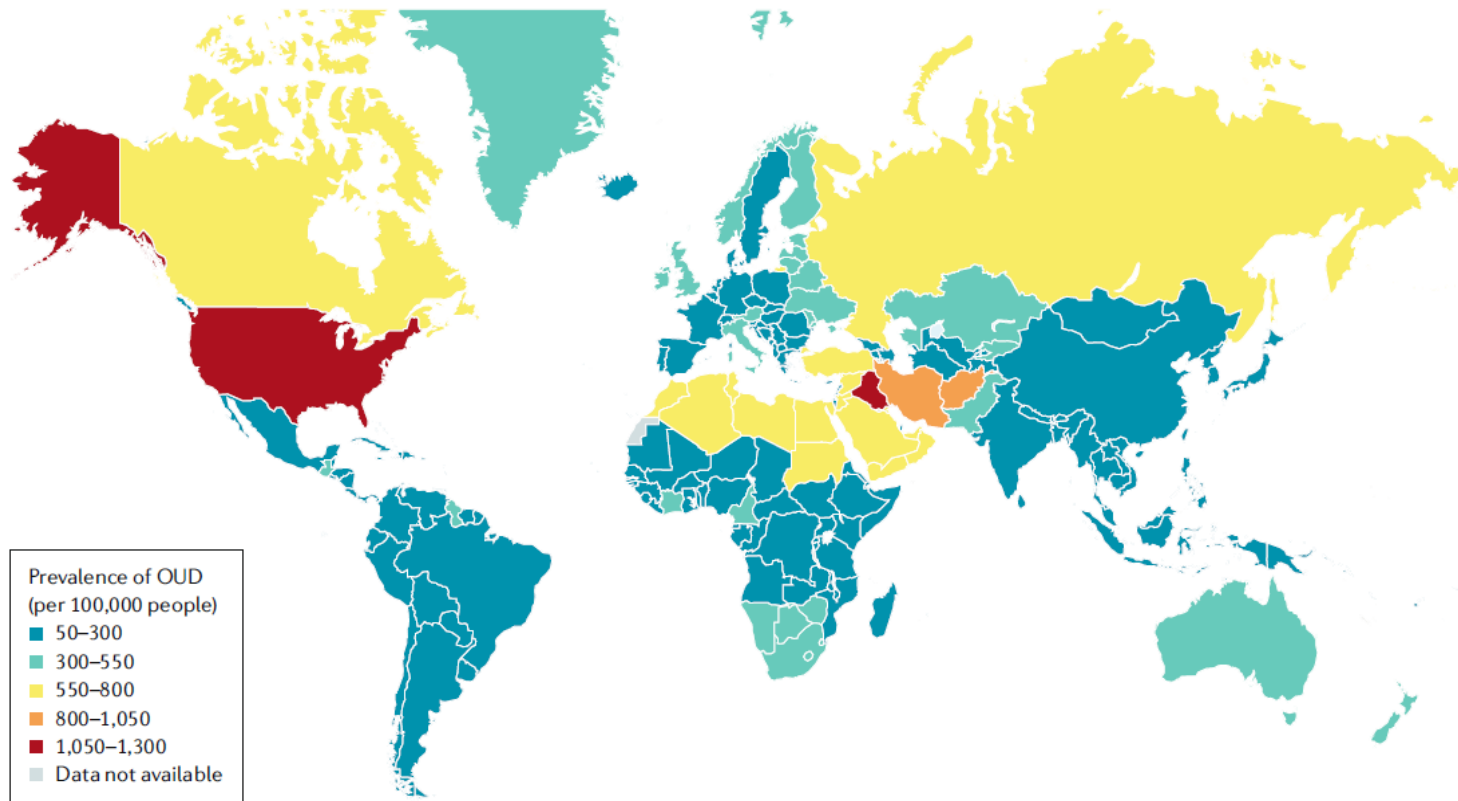 Prevalence of OUD
(per 100,000 people)
50–300
300–550
550–800
800–1,050
1,050–1,300
Data not available